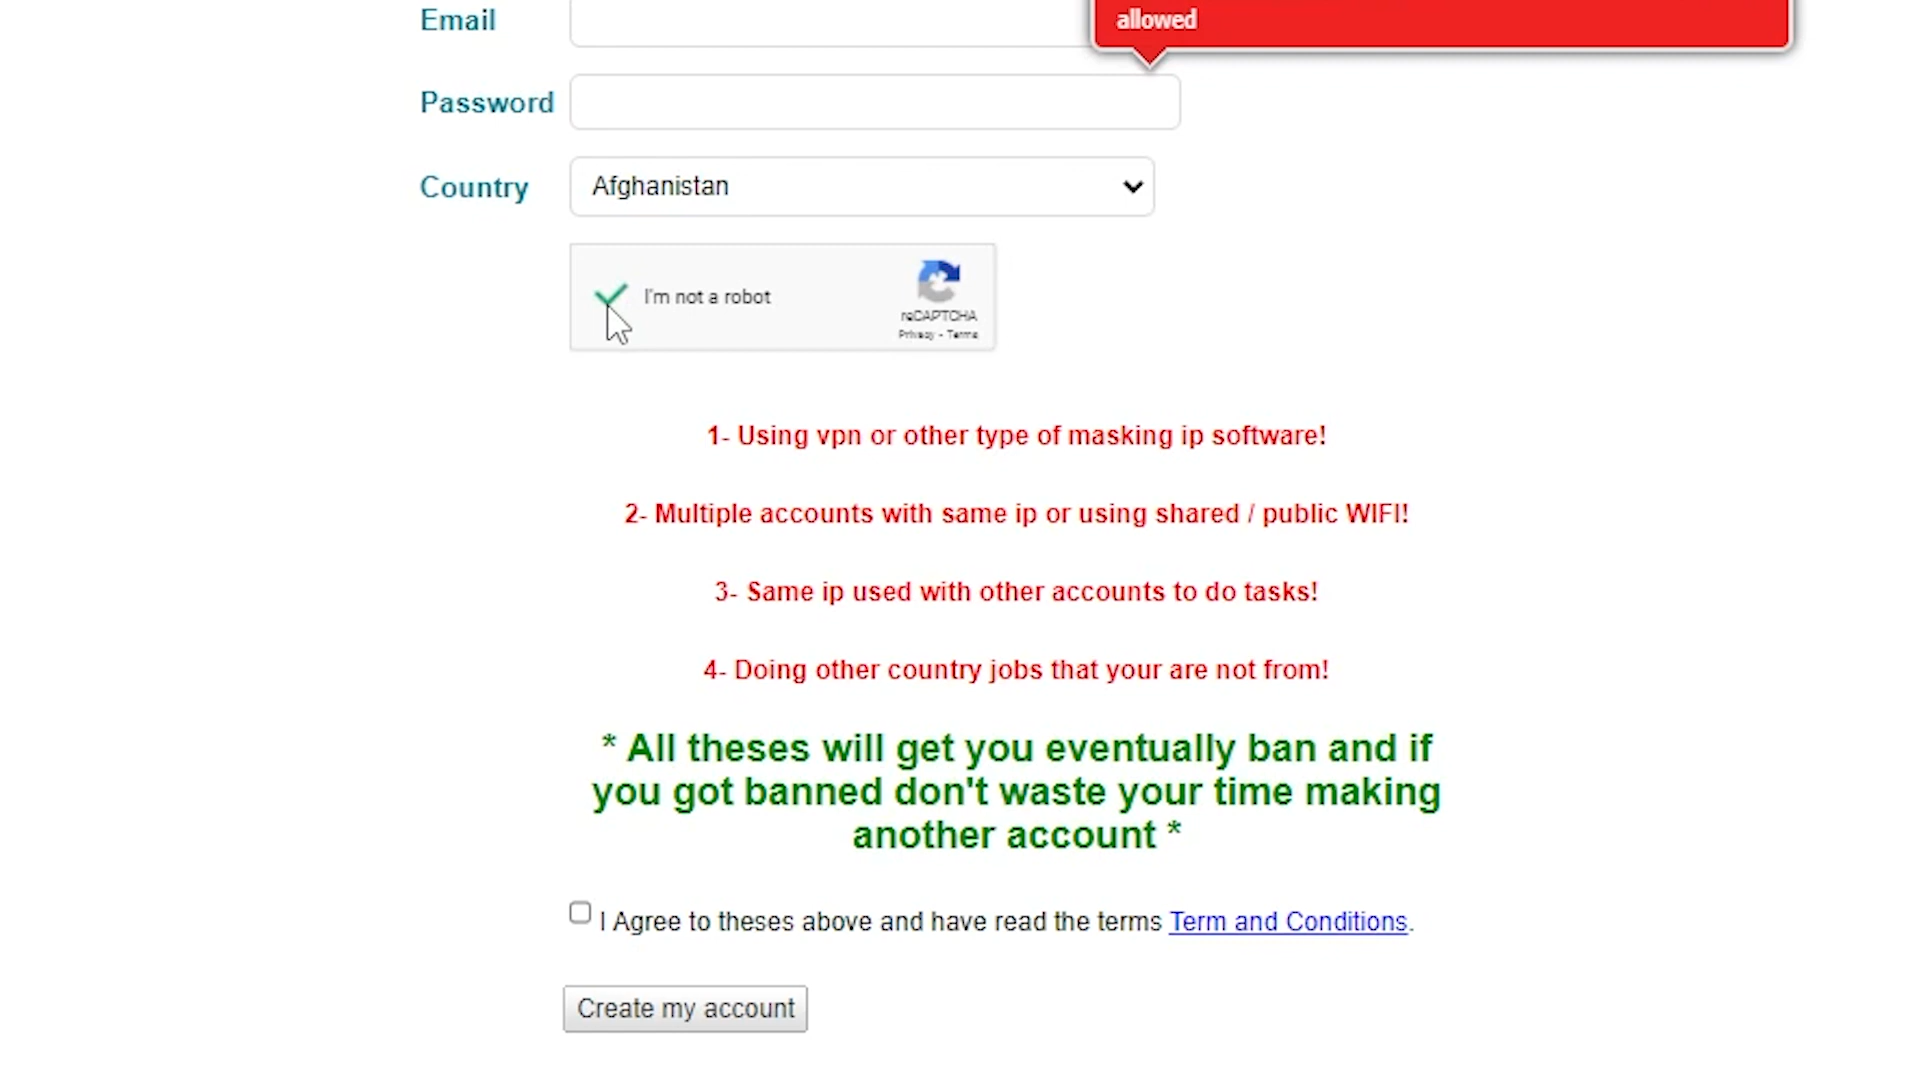 allowed
Email
Password
Country
Afghanistan
I'm not a robot
reCAPTCHA
Privacy - Terms
1- Using vpn or other type of masking ip software!
2- Multiple accounts with same ip or using shared / public WIFI!
3- Same ip used with other accounts to do tasks!
4- Doing other country jobs that your are not from!
* All theses will get you eventually ban and if
you got banned don't waste your time making
another account *
I Agree to theses above and have read the terms Term and Conditions.
Create my account